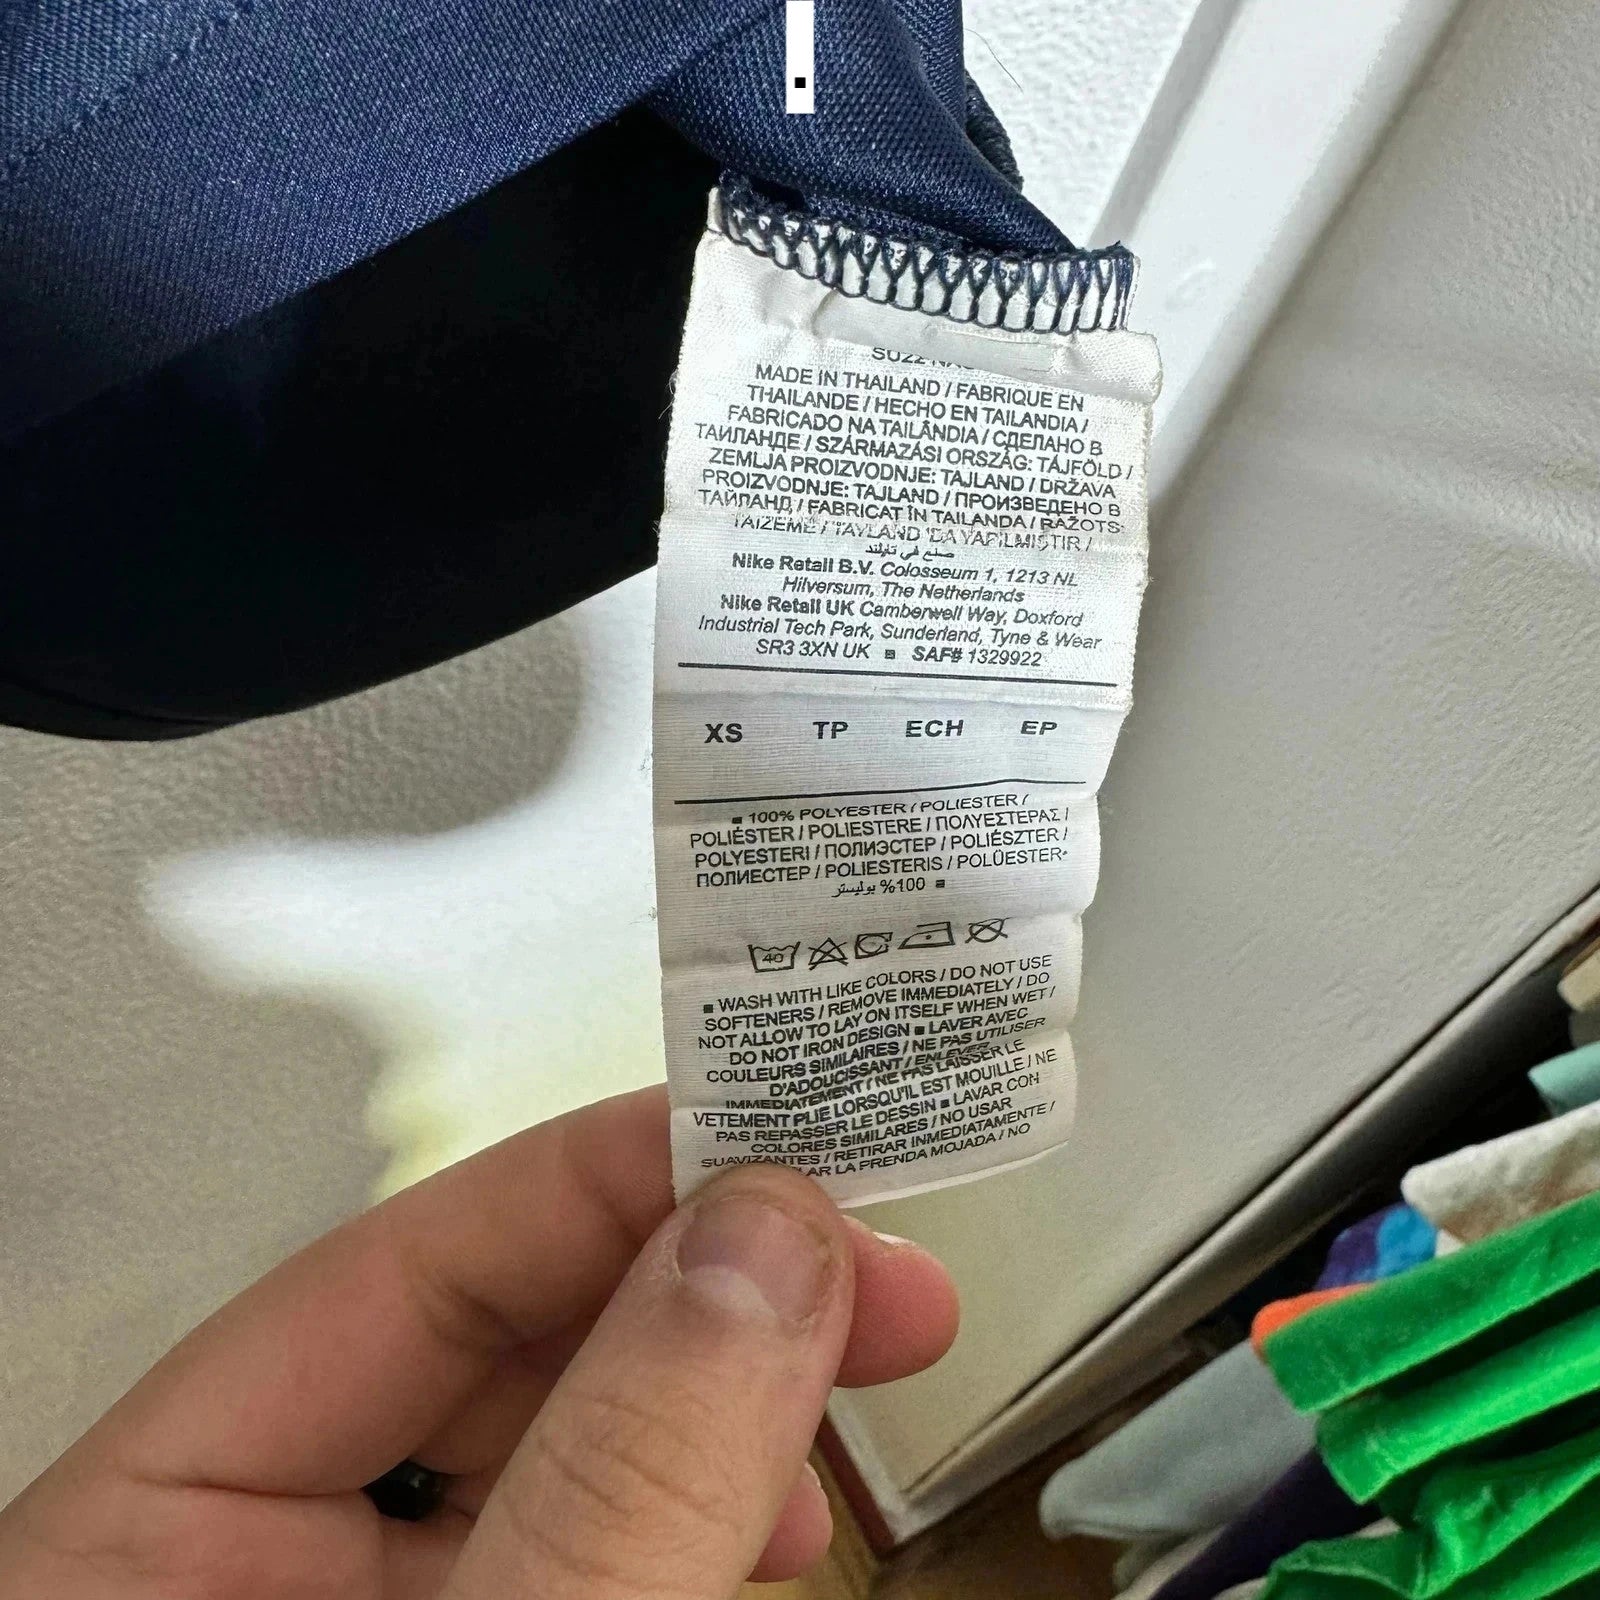 .
MADE IN THAILAND / FABRIQUE EN
THAILANDE / HECHO EN TAILANDIA /
FABRICADO NA TAILÂNDIA / СДЕЛАНО В
ТАИЛАНДЕ / SZÁRMAZÁSI ORSZÁG: TÁJFÖLD /
ZEMLJA PROIZVODNJE: TAJLAND / DRŽAVA
PROIZVODNJE: TAJLAND / ПРОИЗВЕДЕНО В
ТАЙЛАНД / FABRICAT ÎN TAILANDA / RAŽOTS:
TAIZEME / TAYLAND 'DA YAPILMISTIR /
صنع في تايلند
Nike Retail B.V. Colosseum 1, 1213 NL
Hilversum, The Netherlands
Nike Retail UK Camberwell Way, Doxford
Industrial Tech Park, Sunderland, Tyne & Wear
SR3 3XN UK ■ SAF# 1329922
XS TP ECH EP
■ 100% POLYESTER / POLIESTER /
POLIÉSTER / POLIESTERE / ΠΟΛΥΕΣΤΕΡΑΣ /
POLYESTERI / ПОЛИЭСТЕР / POLIÉSZTER /
ПОЛИЕСТЕР / POLIESTERIS / POLÜESTER
100% بوليستر ■
40
■ WASH WITH LIKE COLORS / DO NOT USE
SOFTENERS / REMOVE IMMEDIATELY / DO
NOT ALLOW TO LAY ON ITSELF WHEN WET /
DO NOT IRON DESIGN ■ LAVER AVEC
COULEURS SIMILAIRES / NE PAS UTILISER
D'ADOUCISSANT / ENLEVER
IMMEDIATEMENT / NE PAS LAISSER LE
VETEMENT PLIE LORSQU'IL EST MOUILLE / NE
PAS REPASSER LE DESSIN ■ LAVAR CON
COLORES SIMILARES / NO USAR
SUAVIZANTES / RETIRAR INMEDIATAMENTE /
LA PRENDA MOJADA / NO